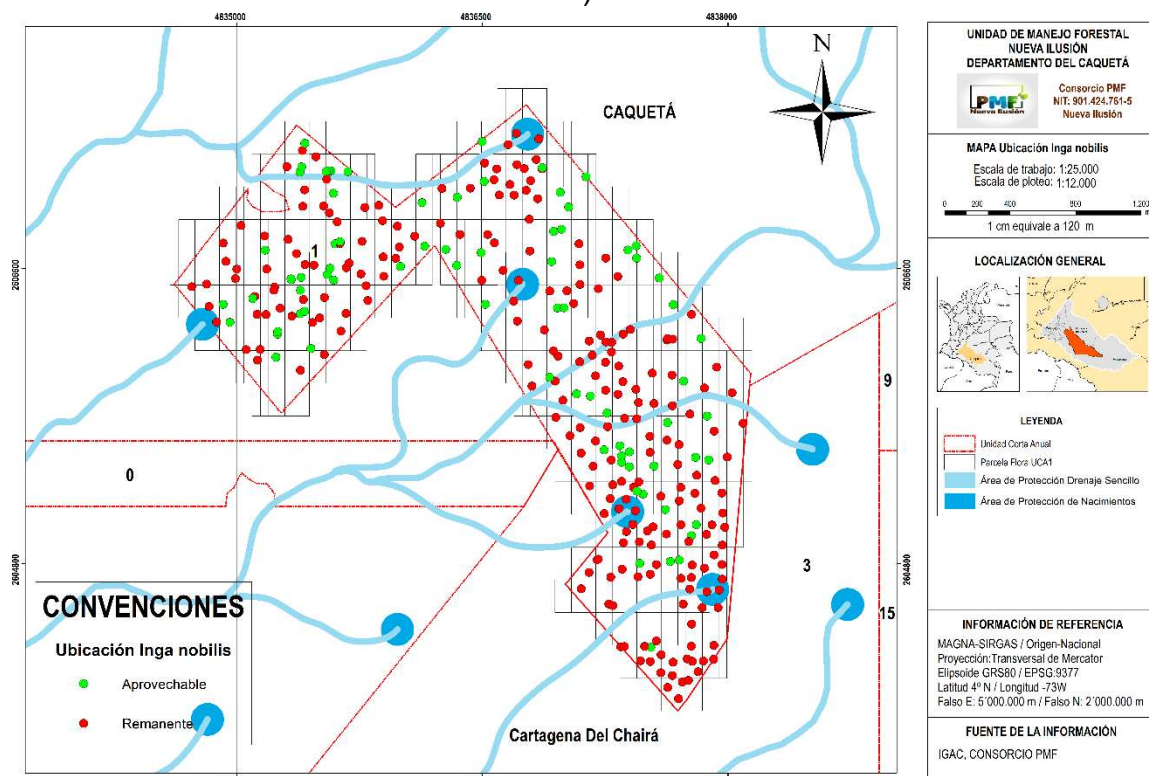 )
4835000 4836500 4838000
N
CAQUETÁ
1
2606600 2606600
9
0
3
2604800 2604800
15
CONVENCIONES
Ubicación Inga nobilis
Aprovechable
Remanente
Cartagena Del Chairá
UNIDAD DE MANEJO FORESTAL
NUEVA ILUSIÓN
DEPARTAMENTO DEL CAQUETÁ
PMF
Nueva Ilusión
Consorcio PMF
NIT: 901.424.761-5
Nueva Ilusión
MAPA Ubicación Inga nobilis
Escala de trabajo: 1:25.000
Escala de ploteo: 1:12.000
0 200 400 800 1.200
m
1 cm equivale a 120 m
LOCALIZACIÓN GENERAL
LEYENDA
Unidad Corta Anual
Parcela Flora UCA1
Área de Protección Drenaje Sencillo
Área de Protección de Nacimientos
INFORMACIÓN DE REFERENCIA
MAGNA-SIRGAS / Origen-Nacional
Proyección:Transversal de Mercator
Elipsoide GRS80 / EPSG:9377
Latitud 4º N / Longitud -73W
Falso E: 5´000.000 m / Falso N: 2´000.000 m
FUENTE DE LA INFORMACIÓN
IGAC, CONSORCIO PMF